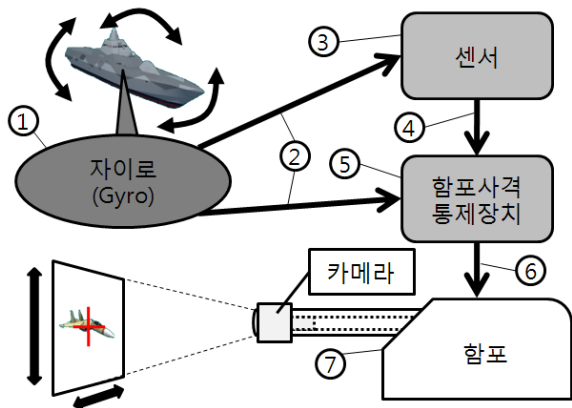 ①
자이로
(Gyro)
②
③
센서
④
⑤
함포사격
통제장치
⑥
카메라
⑦
함포